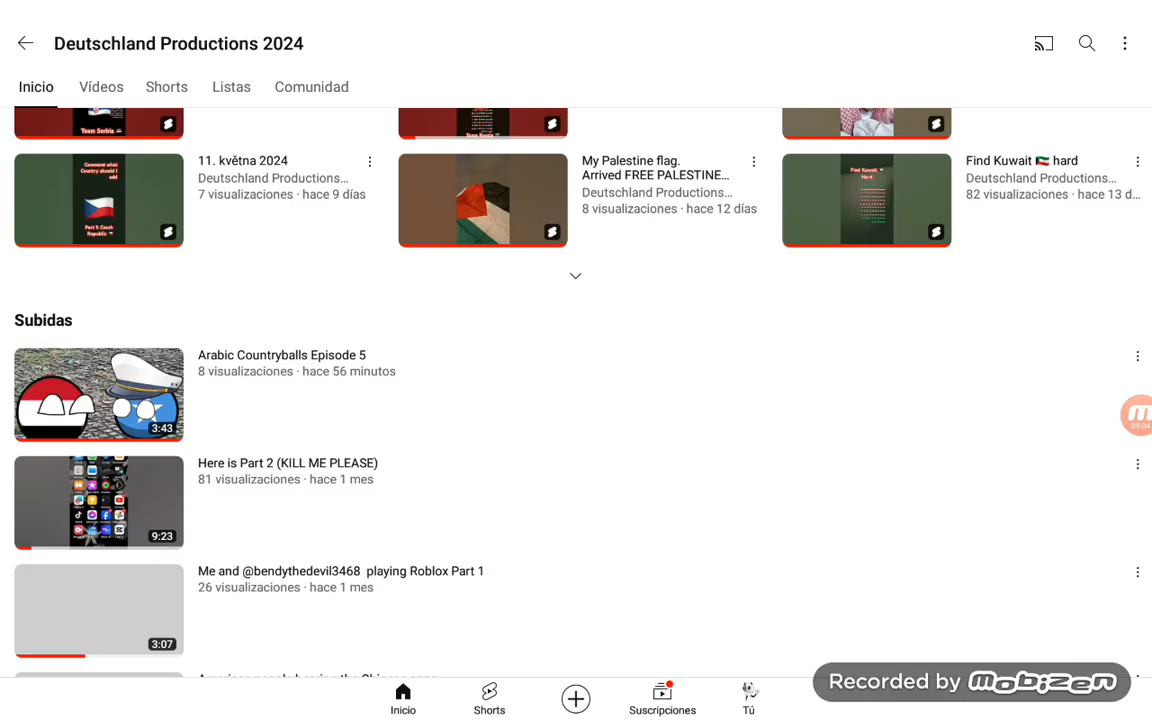 Deutschland Productions 2024
Inicio Vídeos Shorts Listas Comunidad
Team Serbia
Comment what
Country should I
add
Part 1: Czech
Republic
11. května 2024
Deutschland Productions...
7 visualizaciones · hace 9 días
My Palestine flag.
Arrived FREE PALESTINE...
Deutschland Productions...
8 visualizaciones · hace 12 días
Find Kuwait
Hard
Find Kuwait 🇰🇼 hard
Deutschland Productions...
82 visualizaciones · hace 13 d...
Subidas
3:43
Arabic Countryballs Episode 5
8 visualizaciones · hace 56 minutos
9:23
Here is Part 2 (KILL ME PLEASE)
81 visualizaciones · hace 1 mes
3:07
Me and @bendythedevil3468 playing Roblox Part 1
26 visualizaciones · hace 1 mes
09:04
Inicio Shorts Suscripciones Tú
Recorded by mobizen